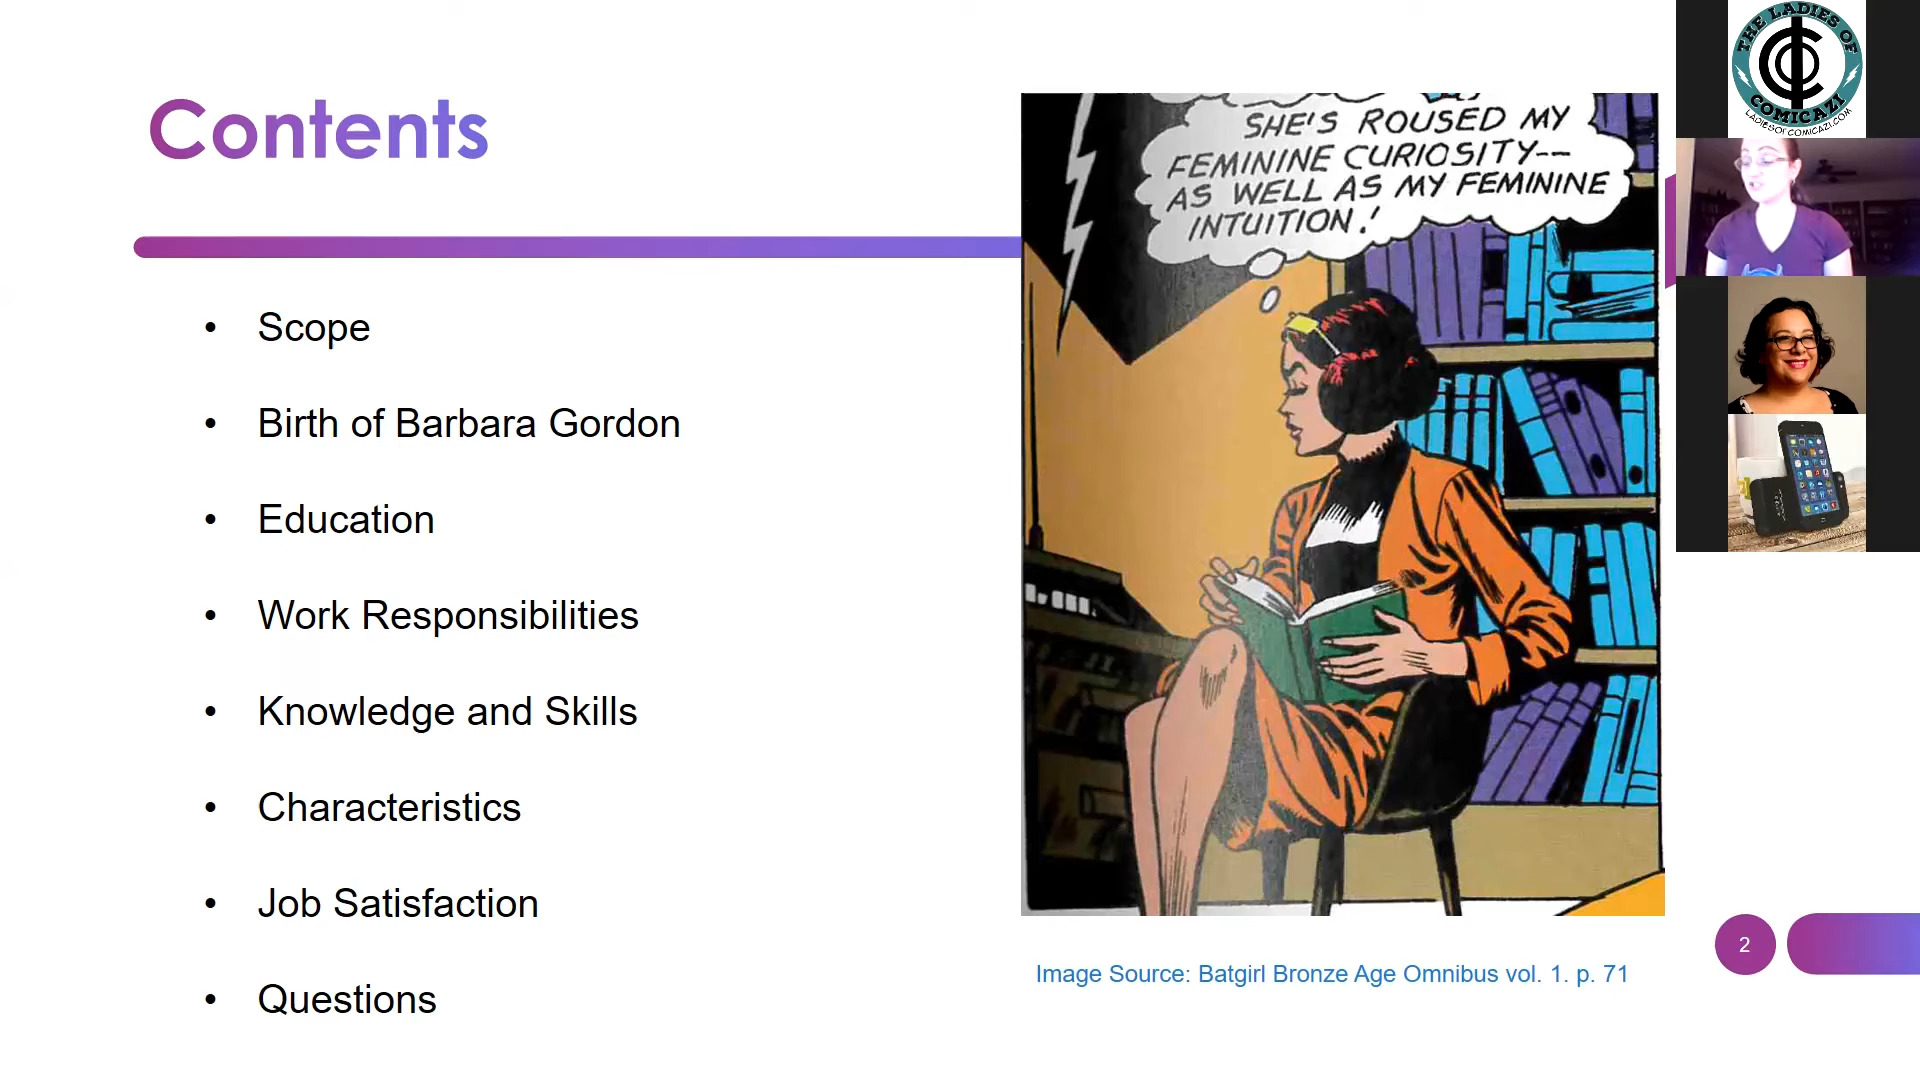 Contents
• Scope
• Birth of Barbara Gordon
• Education
• Work Responsibilities
• Knowledge and Skills
• Characteristics
• Job Satisfaction
• Questions
SHE'S ROUSED MY
FEMININE CURIOSITY--
AS WELL AS MY FEMININE
INTUITION!
Image Source: Batgirl Bronze Age Omnibus vol. 1. p. 71
2
THE LADIES OF
COMICAZI
LADIESOFCOMICAZI.COM